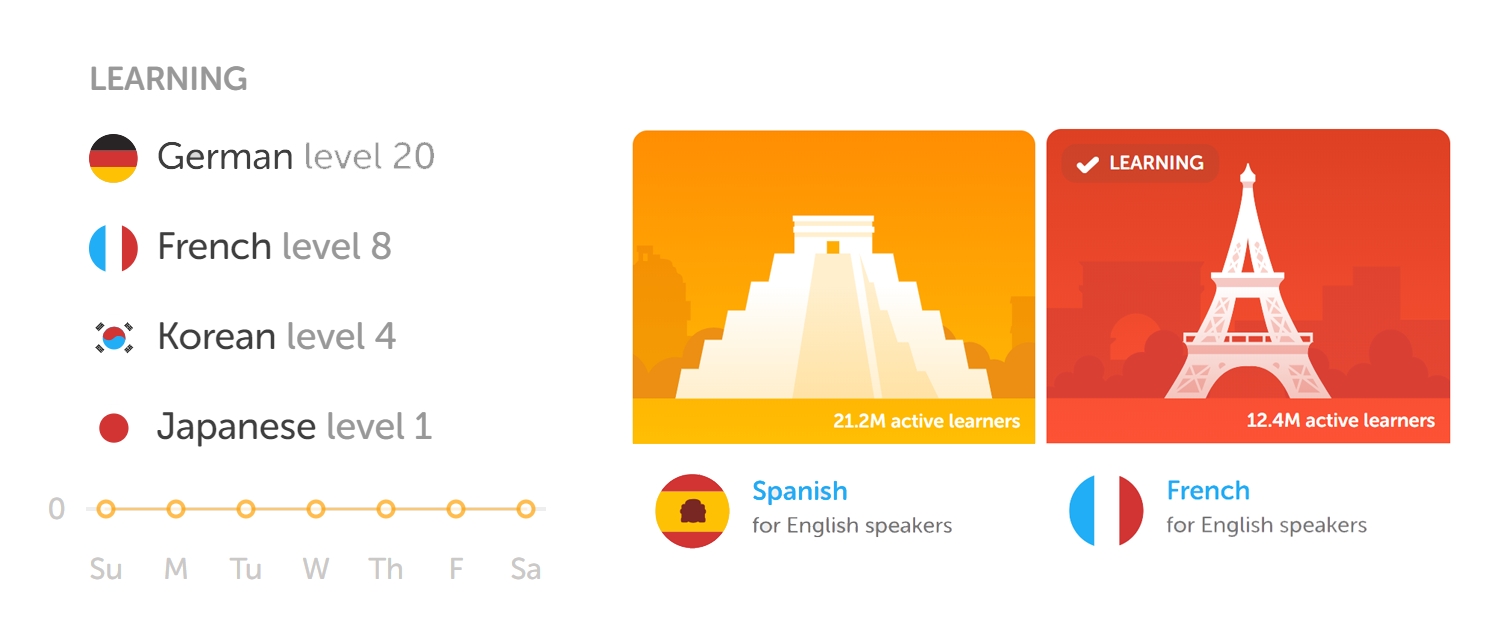 LEARNING
German level 20
French level 8
Korean level 4
Japanese level 1
0
Su M Tu W Th F Sa
21.2M active learners
Spanish
for English speakers
LEARNING
12.4M active learners
French
for English speakers